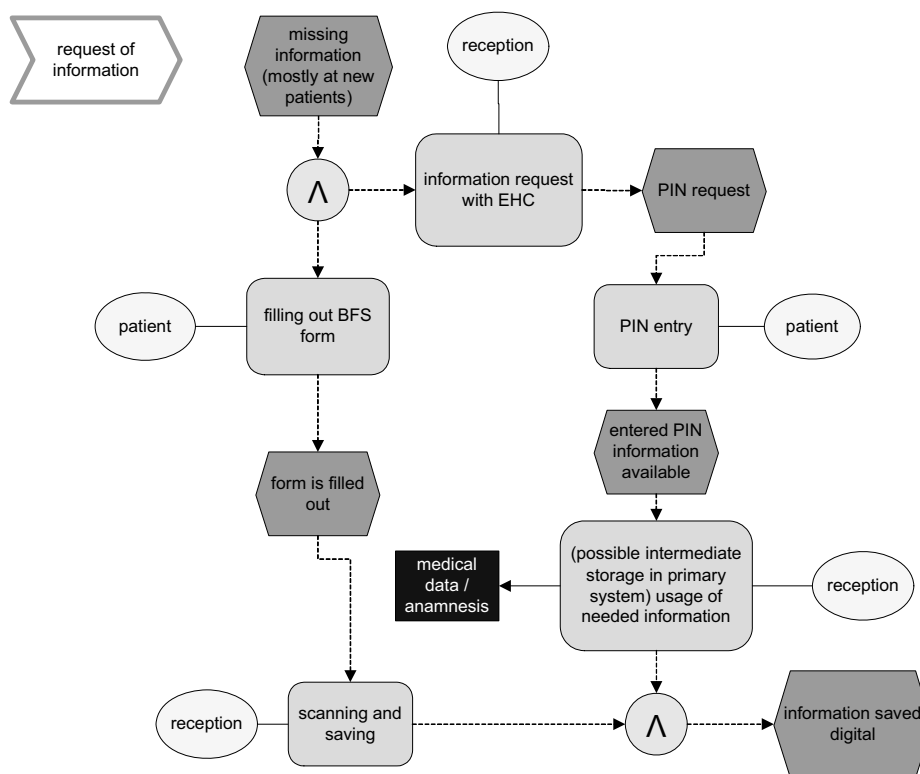 request of
information
missing
information
(mostly at new
patients)
reception
Λ
information request
with EHC
PIN request
patient
filling out BFS
form
PIN entry
patient
form is filled
out
entered PIN
information
available
medical
data /
anamnesis
(possible intermediate
storage in primary
system) usage of
needed information
reception
reception
scanning and
saving
Λ
information saved
digital